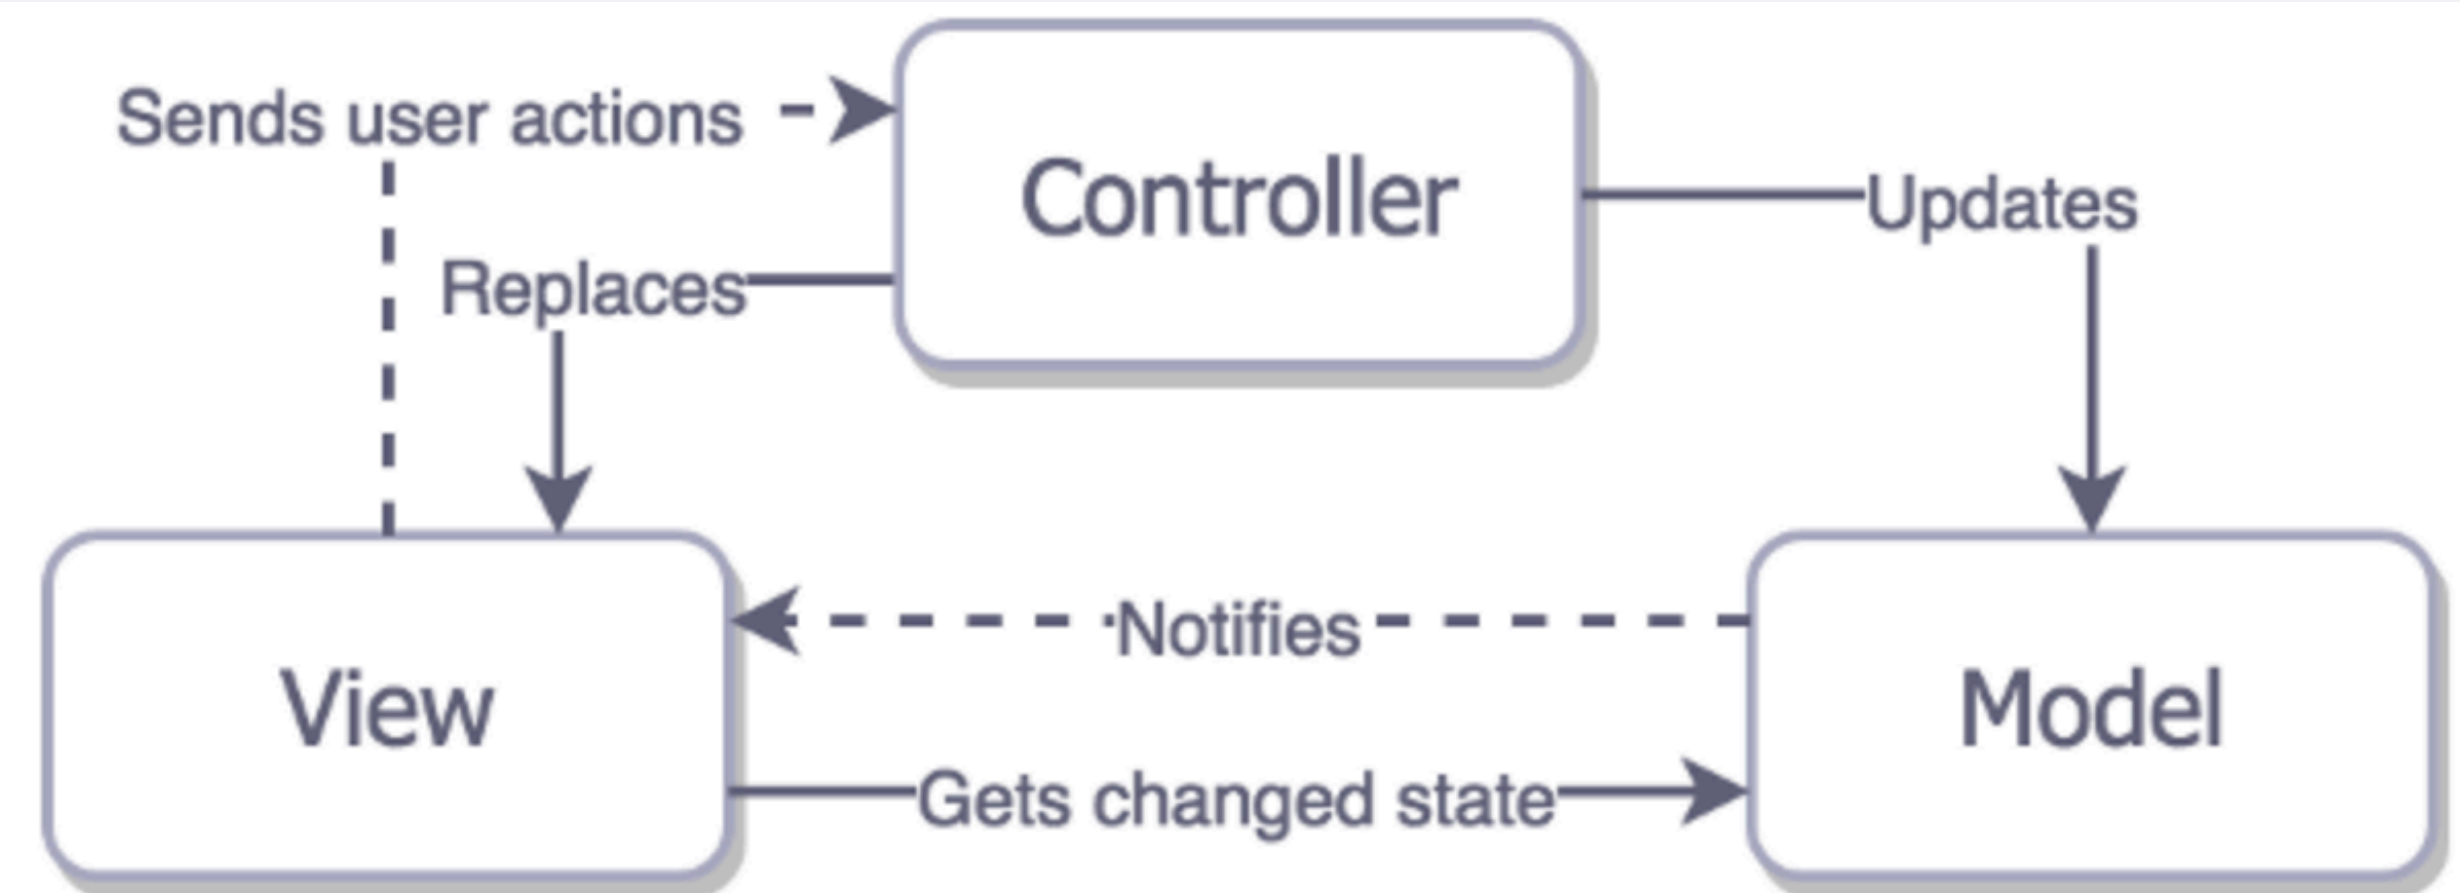 Sends user actions
Controller
Updates
Replaces
Notifies
View
Model
Gets changed state